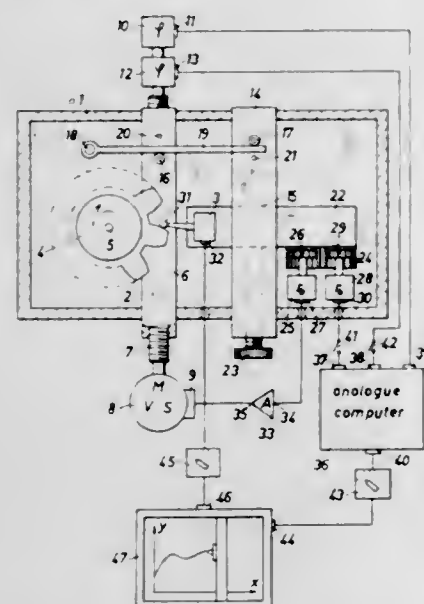 10 φ 11
12 φ 13
1 14
18 20 19 17
16 21
31 3 15 22
4 5 32 26 29
24
2 6 28
30
7 25 27 41 42
23 37 38 39
M 9
8 V S 35 A 34
33
analogue
computer
36 40
45 43
46
47 y x 44